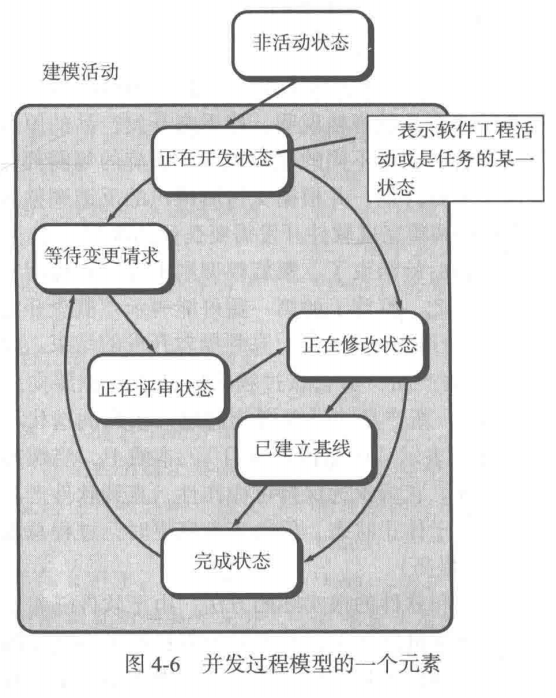 非活动状态
建模活动
正在开发状态
表示软件工程活
动或是任务的某一
状态
等待变更请求
正在修改状态
正在评审状态
已建立基线
完成状态
图 4-6 并发过程模型的一个元素